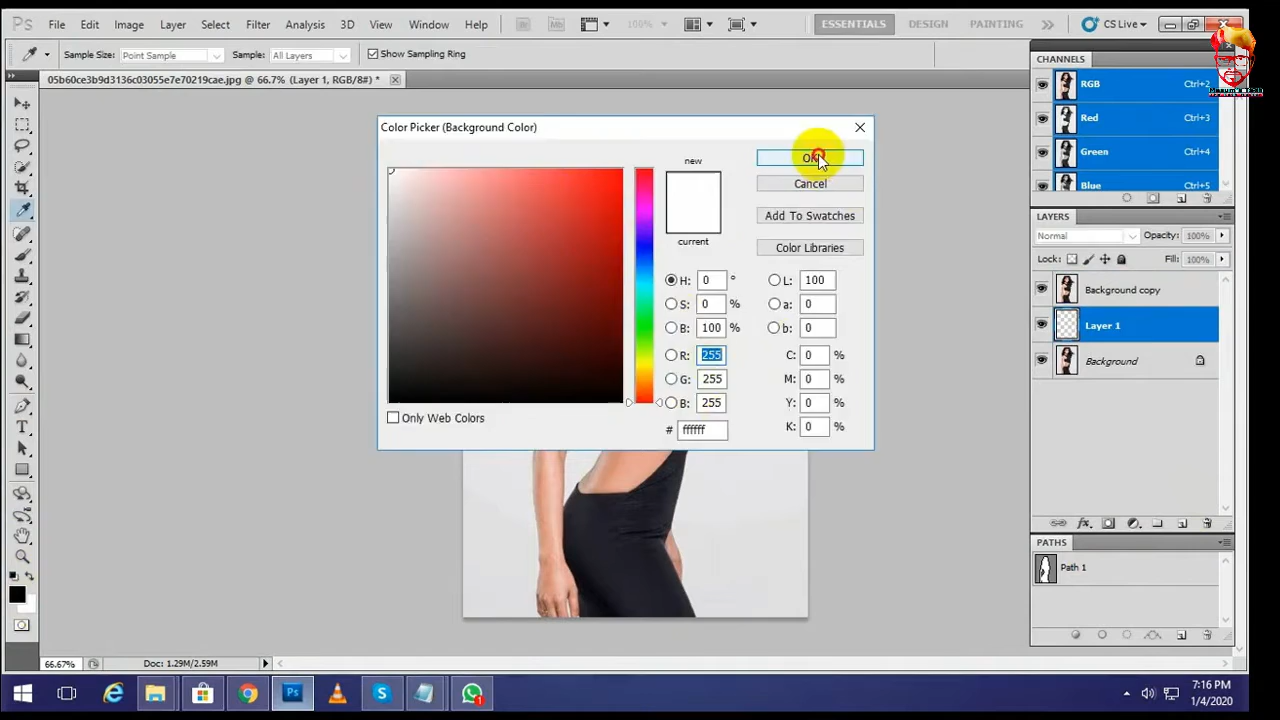 Ps File Edit Image Layer Select Filter Analysis 3D View Window Help Br Mb 100% ESSENTIALS DESIGN PAINTING CS Live
Sample Size: Point Sample Sample: All Layers Show Sampling Ring
05b60ce3b9d3136c03055e7e70219cae.jpg @ 66.7% (Layer 1, RGB/8#) *
CHANNELS
RGB Ctrl+2
Red Ctrl+3
Green Ctrl+4
Blue Ctrl+5
LAYERS
Normal Opacity: 100%
Lock: Fill: 100%
Background copy
Layer 1
Background
PATHS
Path 1
Color Picker (Background Color)
new
current
OK
Cancel
Add To Swatches
Color Libraries
H: 0 °
S: 0 %
B: 100 %
R: 255
G: 255
B: 255
# ffffff
L: 100
a: 0
b: 0
C: 0 %
M: 0 %
Y: 0 %
K: 0 %
Only Web Colors
66.67% Doc: 1.29M/2.59M
7:16 PM
1/4/2020